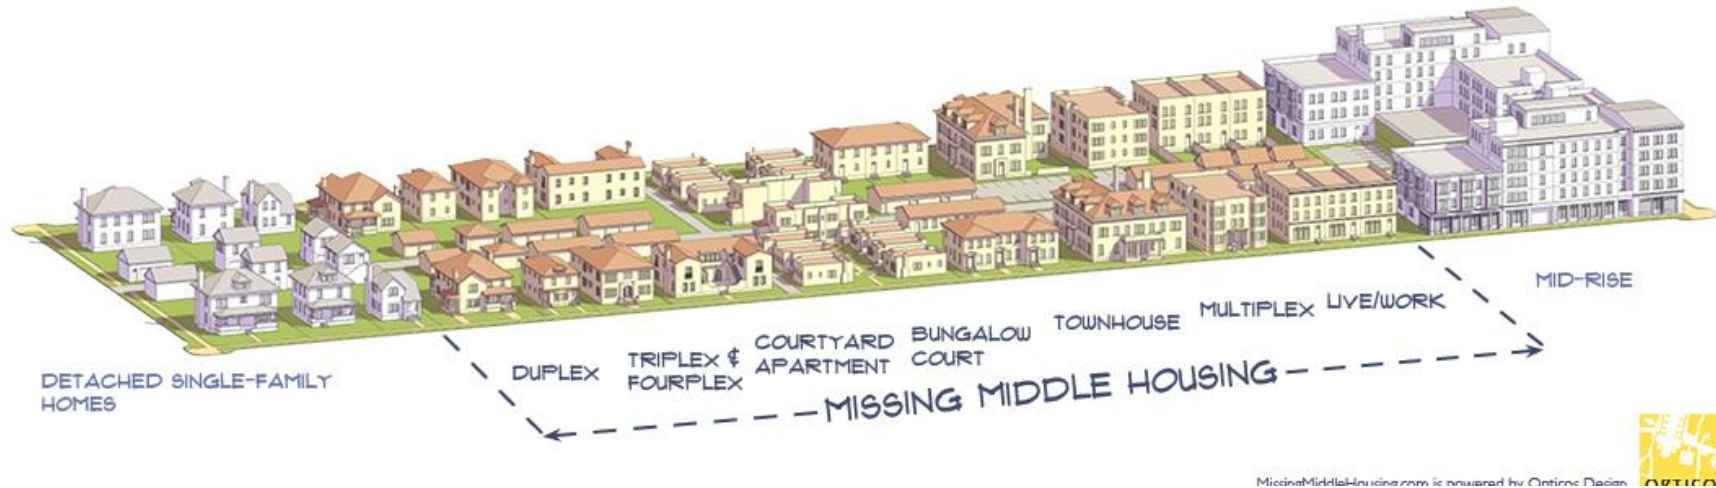 DETACHED SINGLE-FAMILY
HOMES
DUPLEX
TRIPLEX &
FOURPLEX
COURTYARD
APARTMENT
BUNGALOW
COURT
TOWNHOUSE
MULTIPLEX
LIVE/WORK
MID-RISE
MISSING MIDDLE HOUSING
MissingMiddleHousing.com is powered by Opticos Design